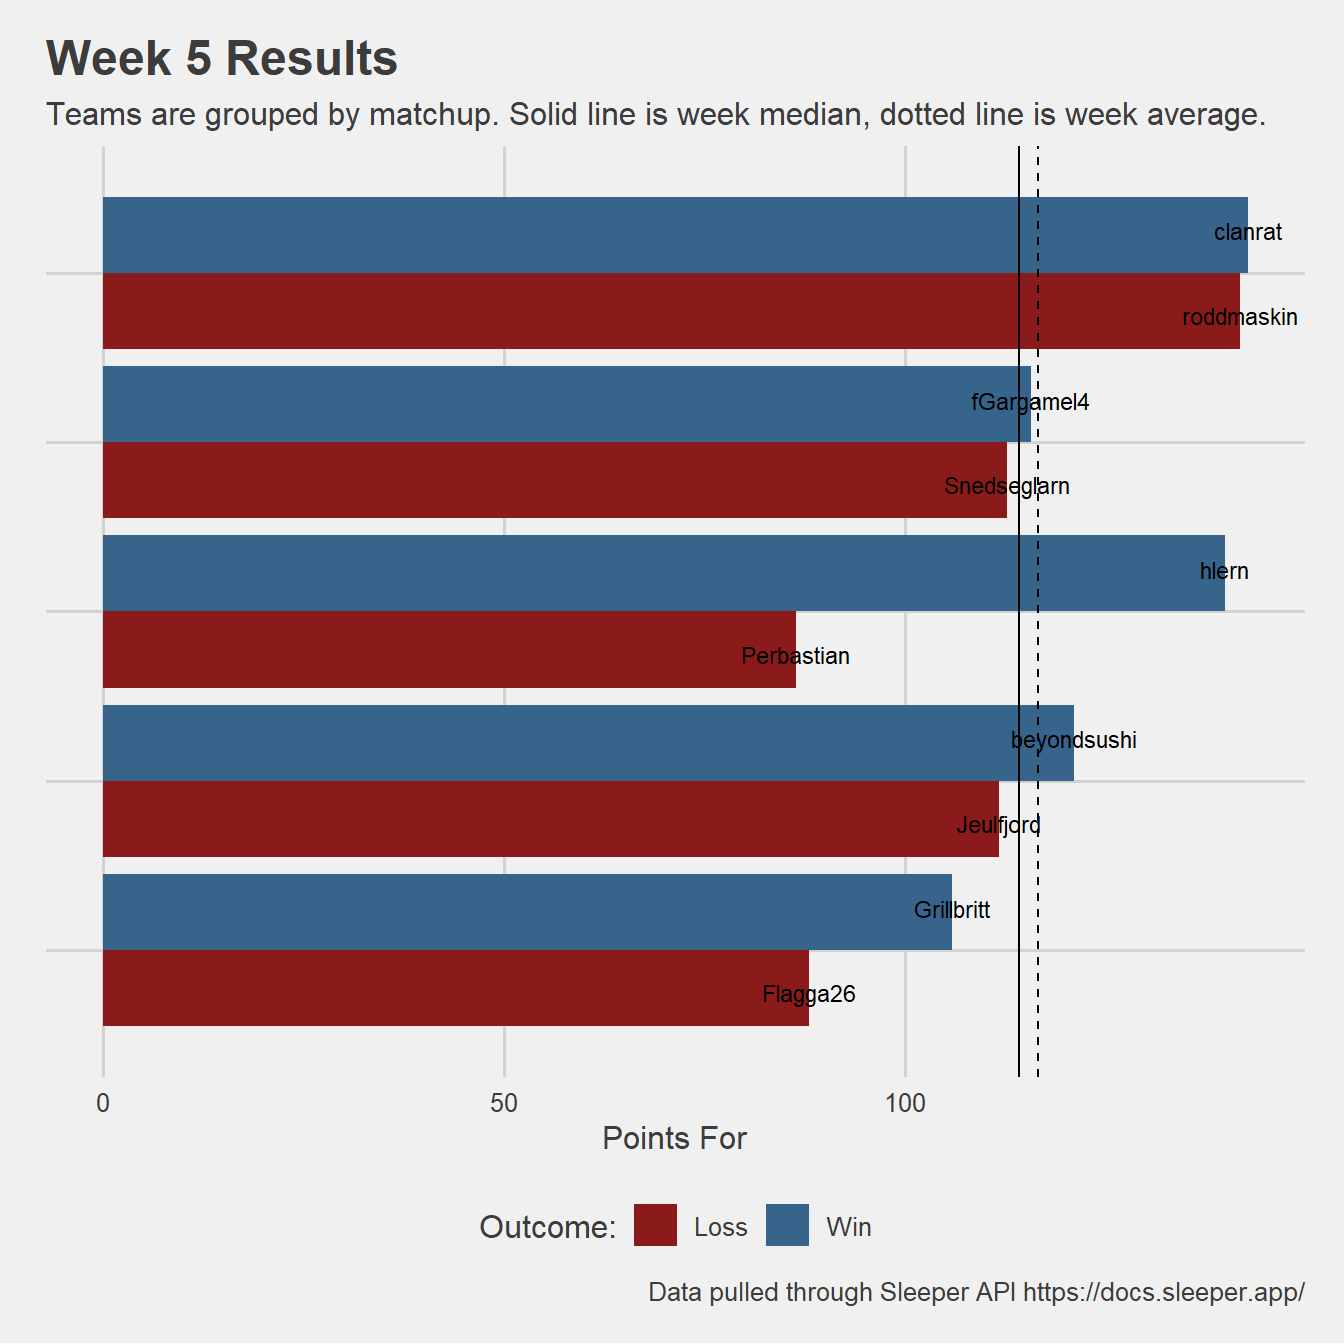 Week 5 Results
Teams are grouped by matchup. Solid line is week median, dotted line is week average.
clanrat
roddmaskin
fGargamel4
Snedseglarn
hlern
Perbastian
beyondsushi
Jeulfjord
Grillbritt
Flagga26
0 50 100
Points For
Outcome: Loss Win
Data pulled through Sleeper API https://docs.sleeper.app/